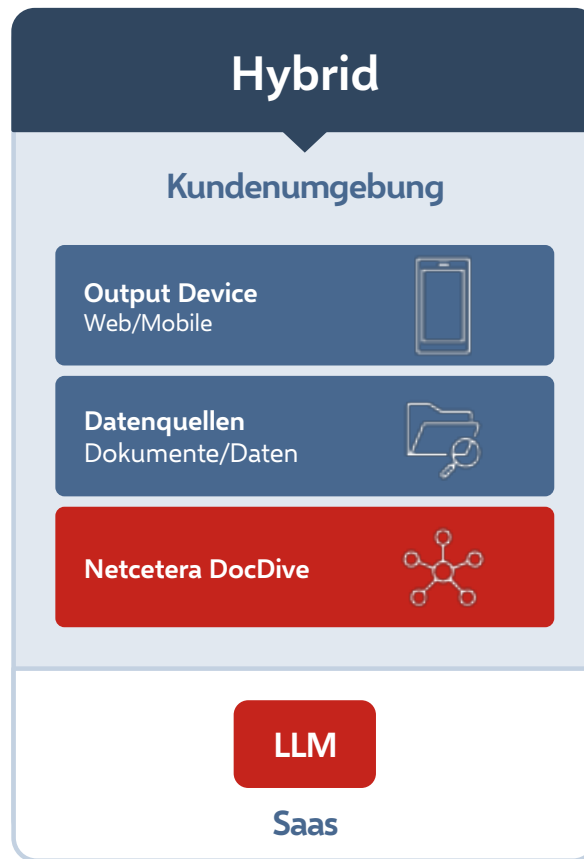 Hybrid
Kundenumgebung
Output Device
Web/Mobile
Datenquellen
Dokumente/Daten
Netcetera DocDive
LLM
Saas